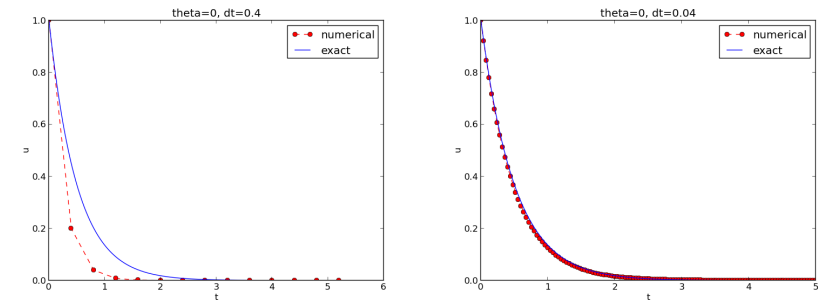 theta=0, dt=0.4
numerical
exact
u
1.0
0.8
0.6
0.4
0.2
0.0
0 1 2 3 4 5 6
t
theta=0, dt=0.04
numerical
exact
u
1.0
0.8
0.6
0.4
0.2
0.0
0 1 2 3 4 5
t